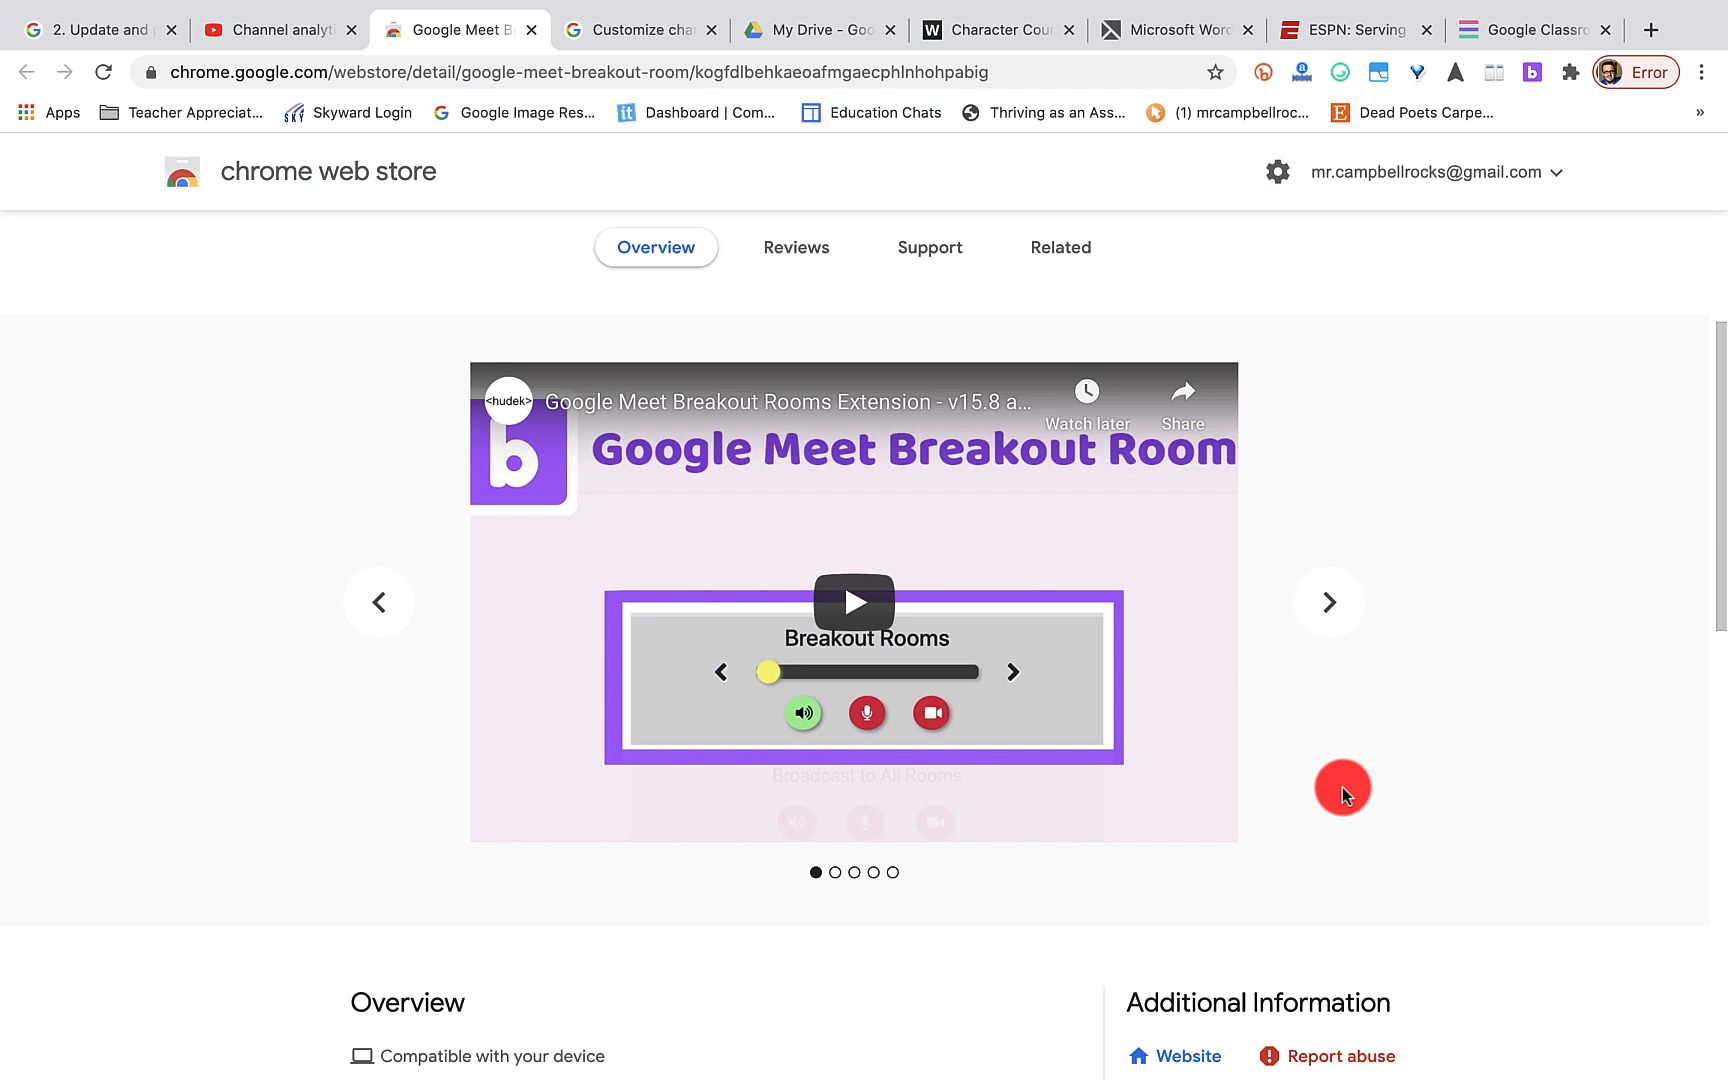 2. Update and
Channel analyti
Google Meet B
Customize cha
My Drive - Goo
Character Cou
Microsoft Word
ESPN: Serving
Google Classro
chrome.google.com/webstore/detail/google-meet-breakout-room/kogfdlbehkaeoafmgaecphlnhohpabig
Error
Apps
Teacher Appreciat...
Skyward Login
Google Image Res...
Dashboard | Com...
Education Chats
Thriving as an Ass...
(1) mrcampbellroc...
Dead Poets Carpe...
»
chrome web store
mr.campbellrocks@gmail.com
Overview
Reviews
Support
Related
<hudek>
Google Meet Breakout Rooms Extension - v15.8 a...
Watch later
Share
b
Google Meet Breakout Room
Breakout Rooms
Broadcast to All Rooms
Overview
Additional Information
Compatible with your device
Website
Report abuse